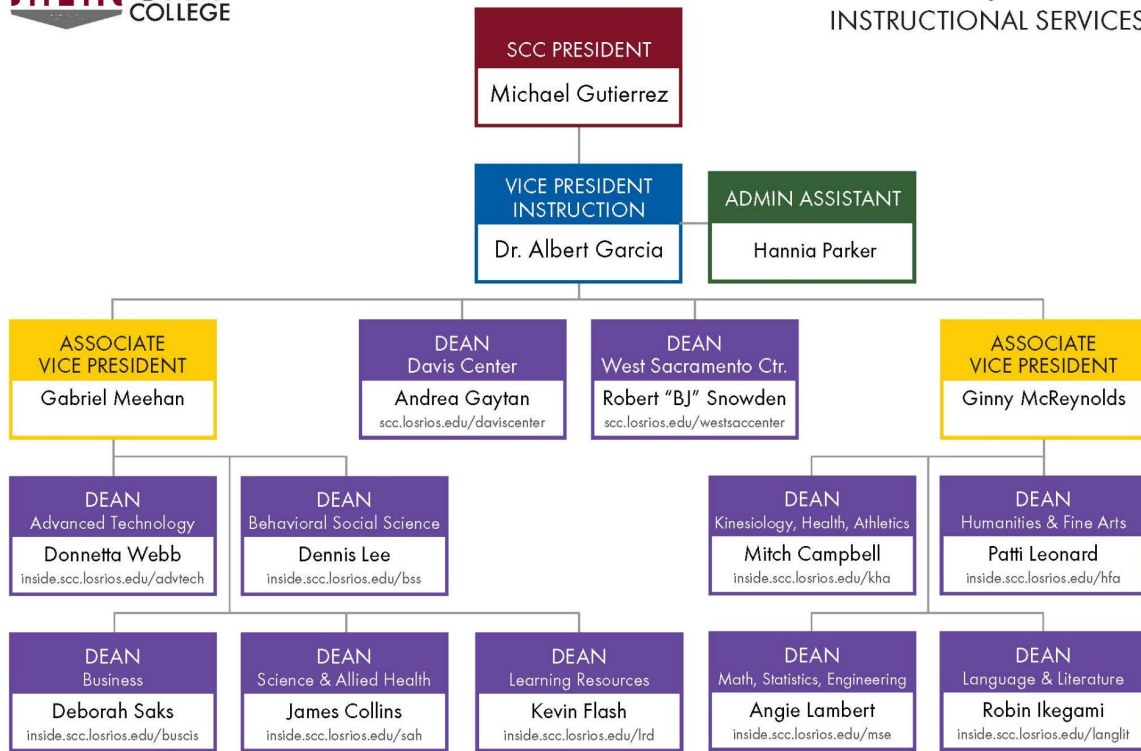 COLLEGE
INSTRUCTIONAL SERVICES
SCC PRESIDENT
Michael Gutierrez
VICE PRESIDENT
INSTRUCTION
Dr. Albert Garcia
ADMIN ASSISTANT
Hannia Parker
ASSOCIATE
VICE PRESIDENT
Gabriel Meehan
DEAN
Davis Center
Andrea Gaytan
scc.losrios.edu/daviscenter
DEAN
West Sacramento Ctr.
Robert “BJ” Snowden
scc.losrios.edu/westsaccenter
ASSOCIATE
VICE PRESIDENT
Ginny McReynolds
DEAN
Advanced Technology
Donnetta Webb
inside.scc.losrios.edu/advtech
DEAN
Behavioral Social Science
Dennis Lee
inside.scc.losrios.edu/bss
DEAN
Kinesiology, Health, Athletics
Mitch Campbell
inside.scc.losrios.edu/kha
DEAN
Humanities & Fine Arts
Patti Leonard
inside.scc.losrios.edu/hfa
DEAN
Business
Deborah Saks
inside.scc.losrios.edu/buscis
DEAN
Science & Allied Health
James Collins
inside.scc.losrios.edu/sah
DEAN
Learning Resources
Kevin Flash
inside.scc.losrios.edu/lrd
DEAN
Math, Statistics, Engineering
Angie Lambert
inside.scc.losrios.edu/mse
DEAN
Language & Literature
Robin Ikegami
inside.scc.losrios.edu/langlit